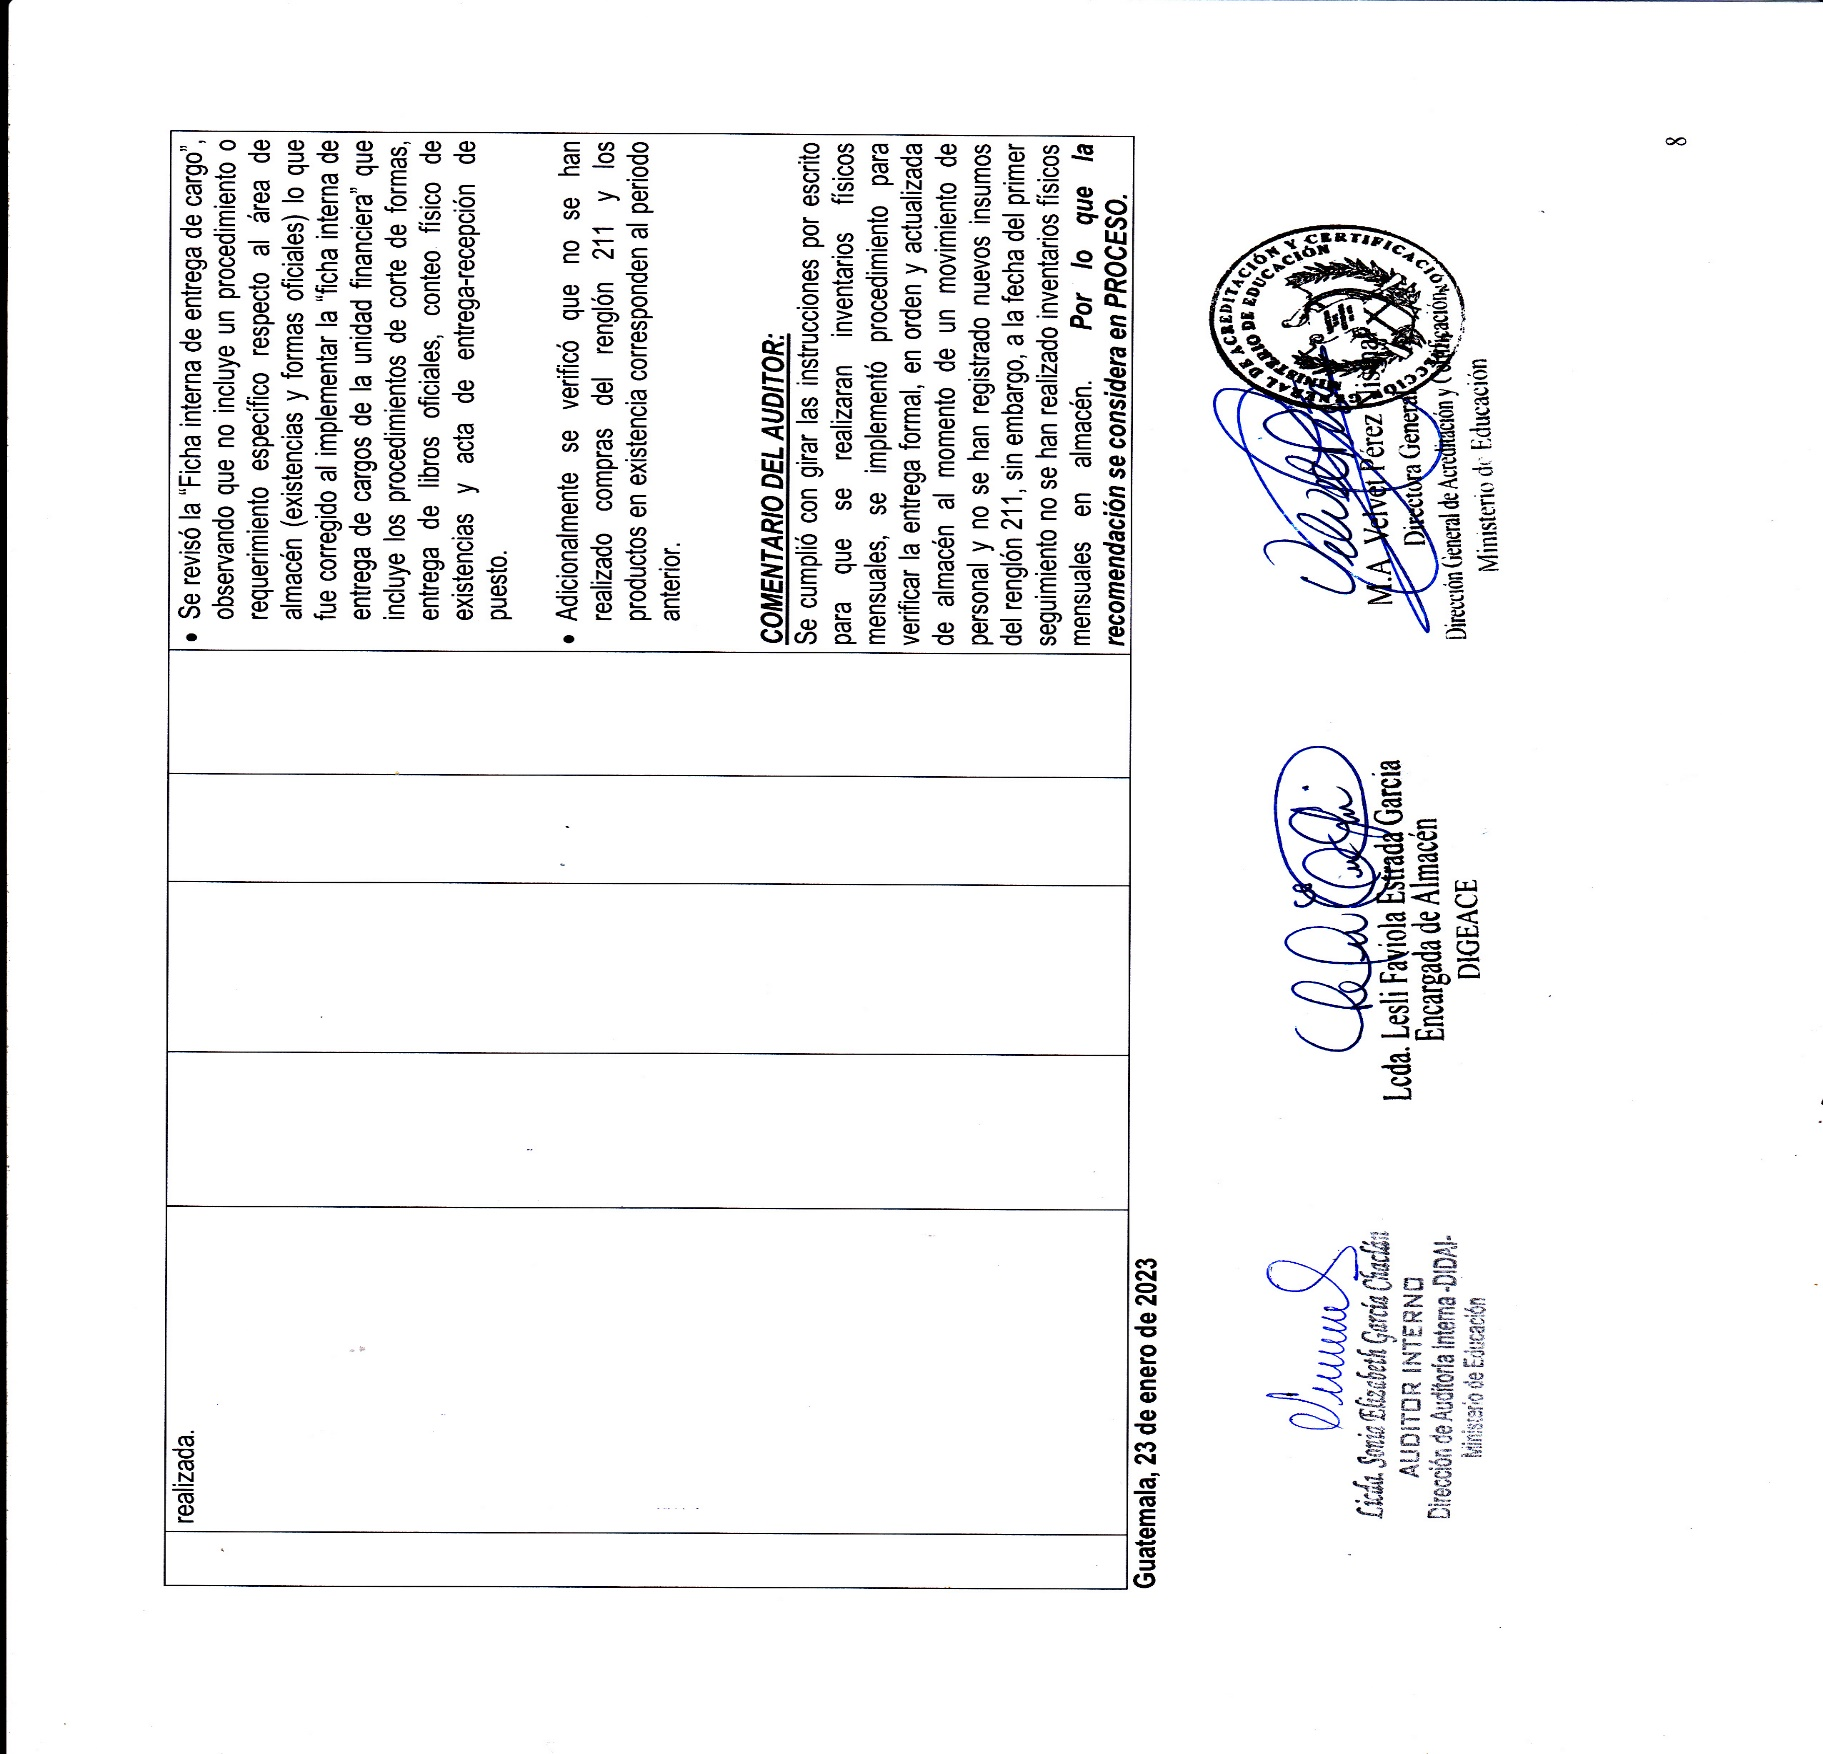 realizada.
• Se revisó la “Ficha interna de entrega de cargo”,
observando que no incluye un procedimiento o
requerimiento específico respecto al área de
almacén (existencias y formas oficiales) lo que
fue corregido al implementar la “ficha interna de
entrega de cargos de la unidad financiera” que
incluye los procedimientos de corte de formas,
entrega de libros oficiales, conteo físico de
existencias y acta de entrega-recepción de
puesto.
• Adicionalmente se verificó que no se han
realizado compras del renglón 211 y los
productos en existencia corresponden al periodo
anterior.
COMENTARIO DEL AUDITOR:
Se cumplió con girar las instrucciones por escrito
para que se realizaran inventarios físicos
mensuales, se implementó procedimiento para
verificar la entrega formal, en orden y actualizada
de almacén al momento de un movimiento de
personal y no se han registrado nuevos insumos
del renglón 211, sin embargo, a la fecha del primer
seguimiento no se han realizado inventarios físicos
mensuales en almacén. Por lo que la
recomendación se considera en PROCESO.
Guatemala, 23 de enero de 2023
Licda. Sonia Elizabeth García Chaclán
AUDITOR INTERNO
Dirección de Auditoría Interna -DIDAI-
Ministerio de Educación
Lcda. Lesli Faviola Estrada García
Encargada de Almacén
DIGEACE
M.A. Velvet Pérez
Directora General
Dirección General de Acreditación y Certificación
Ministerio de Educación
GENERAL DE ACREDITACIÓN Y CERTIFICACIÓN
MINISTERIO DE EDUCACIÓN
8